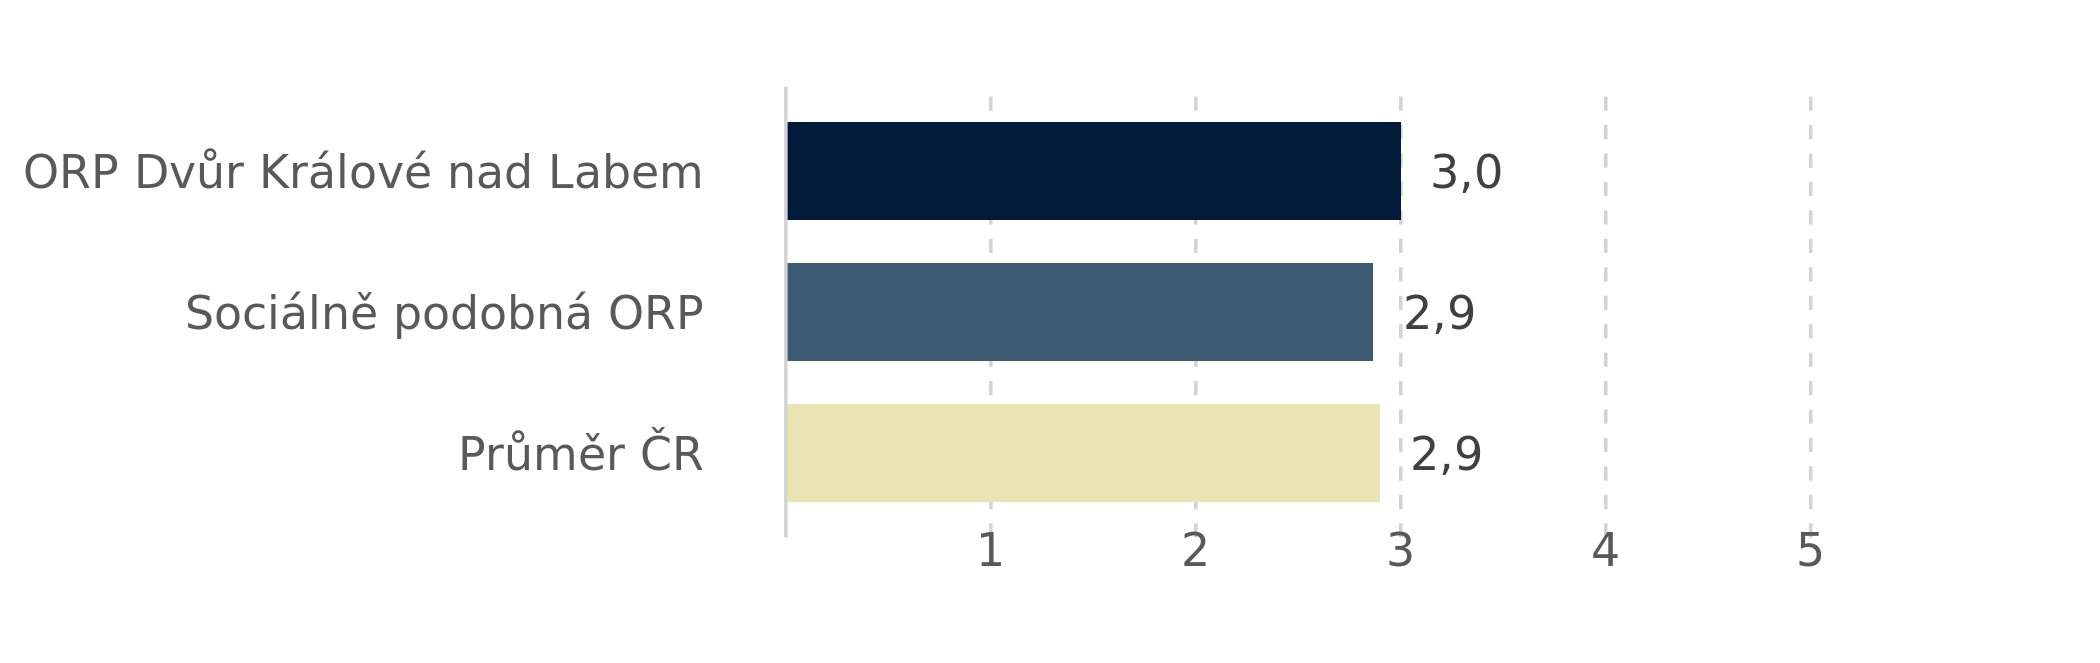 ORP Dvůr Králové nad Labem 3,0
Sociálně podobná ORP 2,9
Průměr ČR 2,9
1 2 3 4 5